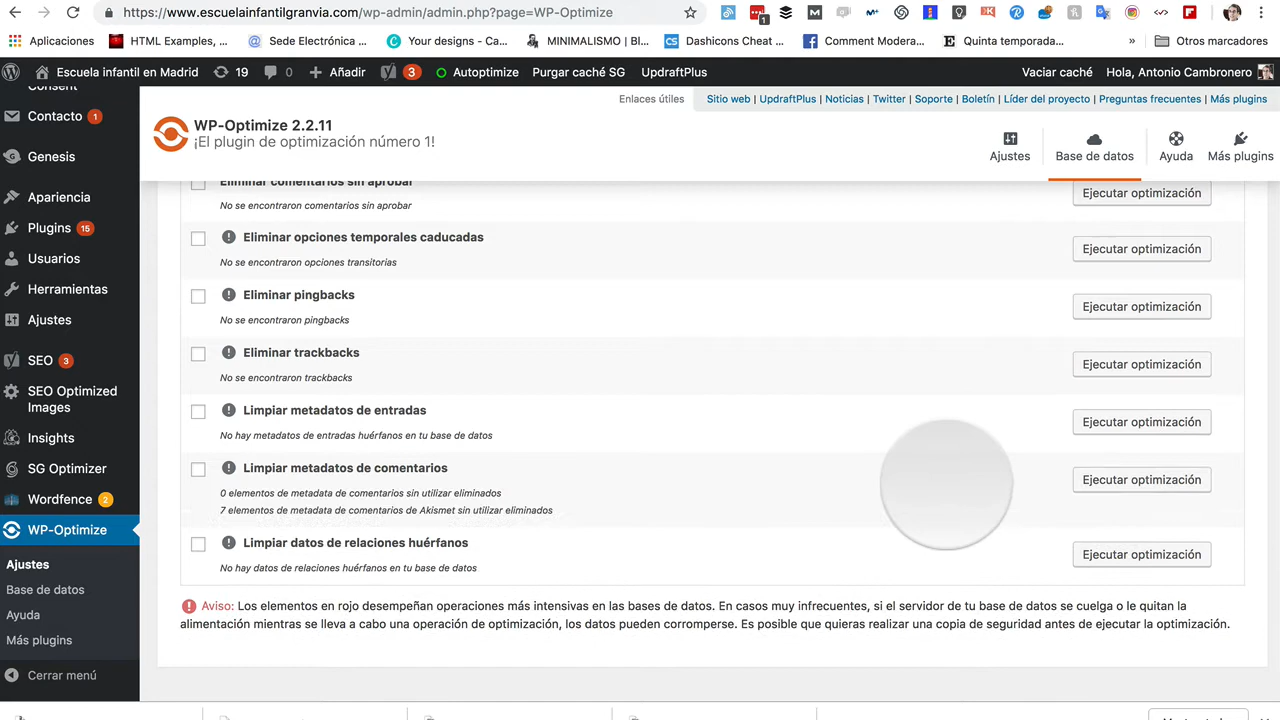 https://www.escuelainfantilgranvia.com/wp-admin/admin.php?page=WP-Optimize
1
Aplicaciones
HTML Examples, ...
Sede Electrónica ...
Your designs - Ca...
MINIMALISMO | Bl...
Dashicons Cheat ...
Comment Modera...
Quinta temporada...
»
Otros marcadores
Escuela infantil en Madrid
19
0
Añadir
3
Autoptimize
Purgar caché SG
UpdraftPlus
Vaciar caché
Hola, Antonio Cambronero
Consent
Contacto 1
Genesis
Apariencia
Plugins 15
Usuarios
Herramientas
Ajustes
SEO 3
SEO Optimized
Images
Insights
SG Optimizer
Wordfence 2
WP-Optimize
Ajustes
Base de datos
Ayuda
Más plugins
Cerrar menú
Enlaces útiles
Sitio web | UpdraftPlus | Noticias | Twitter | Soporte | Boletín | Líder del proyecto | Preguntas frecuentes | Más plugins
WP-Optimize 2.2.11
¡El plugin de optimización número 1!
Ajustes
Base de datos
Ayuda
Más plugins
Eliminar comentarios sin aprobar
No se encontraron comentarios sin aprobar
Ejecutar optimización
Eliminar opciones temporales caducadas
No se encontraron opciones transitorias
Ejecutar optimización
Eliminar pingbacks
No se encontraron pingbacks
Ejecutar optimización
Eliminar trackbacks
No se encontraron trackbacks
Ejecutar optimización
Limpiar metadatos de entradas
No hay metadatos de entradas huérfanos en tu base de datos
Ejecutar optimización
Limpiar metadatos de comentarios
0 elementos de metadata de comentarios sin utilizar eliminados
7 elementos de metadata de comentarios de Akismet sin utilizar eliminados
Ejecutar optimización
Limpiar datos de relaciones huérfanos
No hay datos de relaciones huérfanos en tu base de datos
Ejecutar optimización
Aviso: Los elementos en rojo desempeñan operaciones más intensivas en las bases de datos. En casos muy infrecuentes, si el servidor de tu base de datos se cuelga o le quitan la
alimentación mientras se lleva a cabo una operación de optimización, los datos pueden corromperse. Es posible que quieras realizar una copia de seguridad antes de ejecutar la optimización.